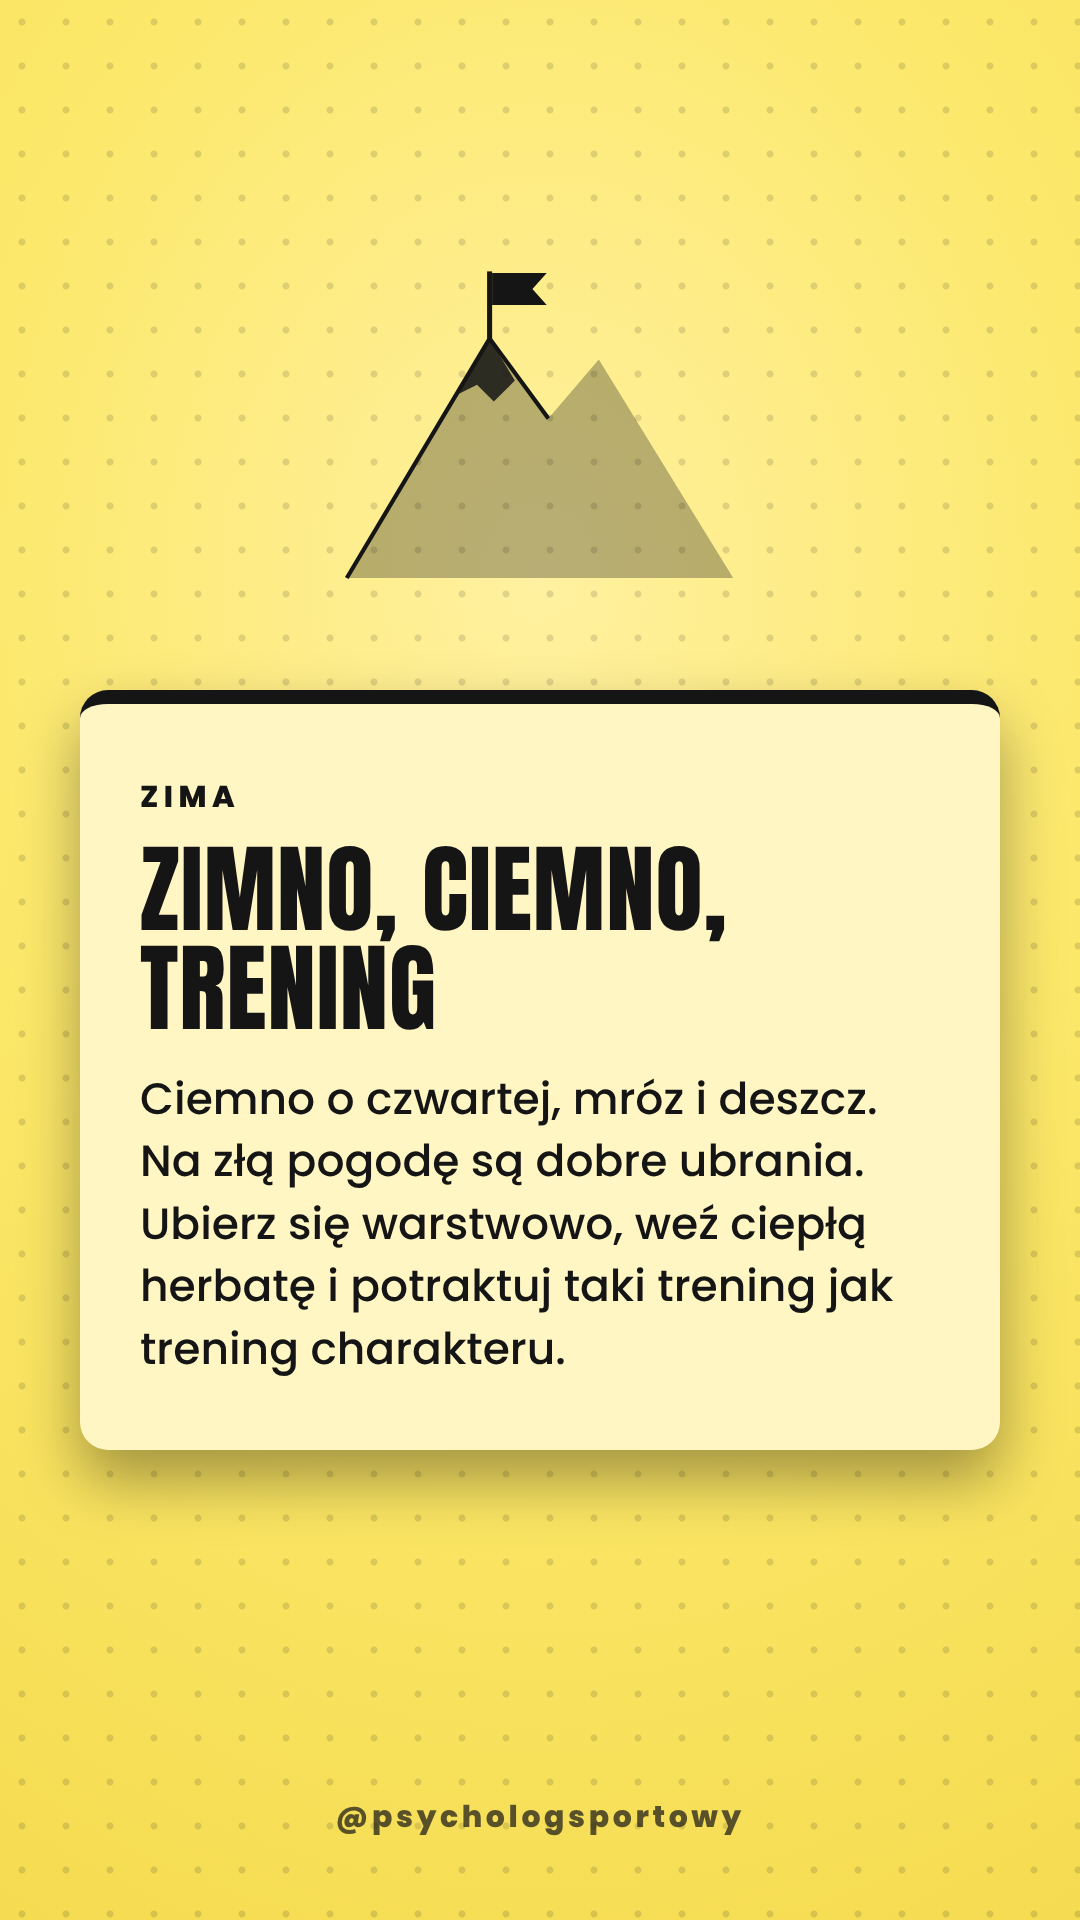 ZIMA
ZIMNO, CIEMNO,
TRENING
Ciemno o czwartej, mróz i deszcz.
Na złą pogodę są dobre ubrania.
Ubierz się warstwowo, weź ciepłą
herbatę i potraktuj taki trening jak
trening charakteru.
@psychologsportowy